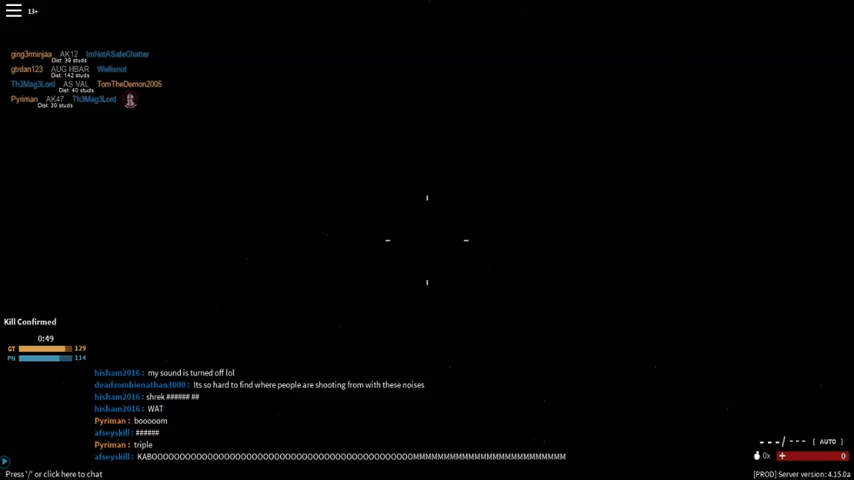 13+
ging3rninjaa AK12 ImNotASafeChatter
Dist: 39 studs
gtrdan123 AUG HBAR Wallisnot
Dist: 142 studs
Th3Mag3Lord AS VAL TomTheDemon2005
Dist: 40 studs
Pyriman AK47 Th3Mag3Lord
Dist: 30 studs
Kill Confirmed
0:49
GT 129
PN 114
hisham2016 : my sound is turned off lol
deadzombienathan3000 : Its so hard to find where people are shooting from with these noises
hisham2016 : shrek ###### ##
hisham2016 : WAT
Pyriman : booooom
afseyskill : ######
Pyriman : triple
afseyskill : KABOOOOOOOOOOOOOOOOOOOOOOOOOOOOOOOOOOOOOOOOOOOOMMMMMMMMMMMMMMMMMMMMMMMMMM
---/--- [ AUTO ]
0x + 0
Press '/' or click here to chat
[PROD] Server version: 4.15.0a